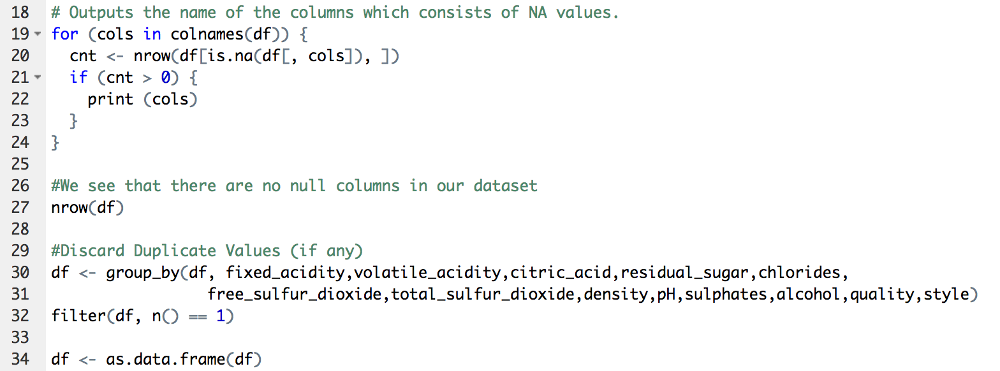 18 # Outputs the name of the columns which consists of NA values.
19 for (cols in colnames(df)) {
20   cnt <- nrow(df[is.na(df[, cols]), ])
21   if (cnt > 0) {
22     print (cols)
23   }
24 }
25
26 #We see that there are no null columns in our dataset
27 nrow(df)
28
29 #Discard Duplicate Values (if any)
30 df <- group_by(df, fixed_acidity,volatile_acidity,citric_acid,residual_sugar,chlorides,
31                  free_sulfur_dioxide,total_sulfur_dioxide,density,pH,sulphates,alcohol,quality,style)
32 filter(df, n() == 1)
33
34 df <- as.data.frame(df)